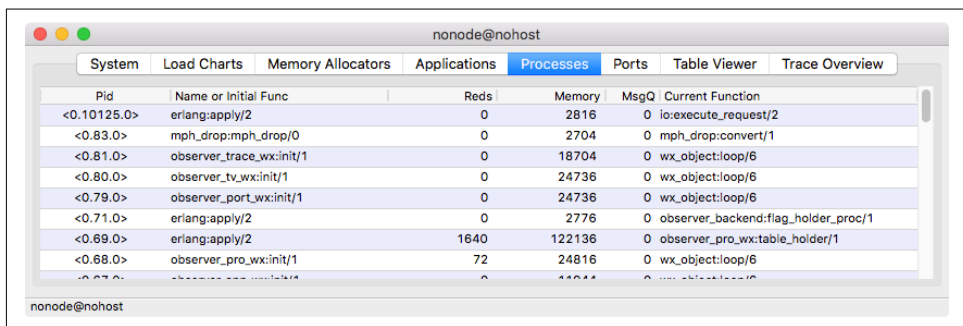 nonode@nohost
System Load Charts Memory Allocators Applications Processes Ports Table Viewer Trace Overview
Pid Name or Initial Func Reds Memory MsgQ Current Function
<0.10125.0> erlang:apply/2 0 2816 0 io:execute_request/2
<0.83.0> mph_drop:mph_drop/0 0 2704 0 mph_drop:convert/1
<0.81.0> observer_trace_wx:init/1 0 18704 0 wx_object:loop/6
<0.80.0> observer_tv_wx:init/1 0 24736 0 wx_object:loop/6
<0.79.0> observer_port_wx:init/1 0 24736 0 wx_object:loop/6
<0.71.0> erlang:apply/2 0 2776 0 observer_backend:flag_holder_proc/1
<0.69.0> erlang:apply/2 1640 122136 0 observer_pro_wx:table_holder/1
<0.68.0> observer_pro_wx:init/1 72 24816 0 wx_object:loop/6
nonode@nohost